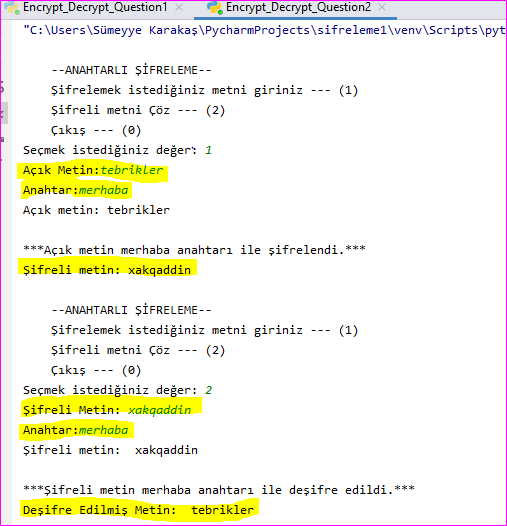 Encrypt_Decrypt_Question1 × Encrypt_Decrypt_Question2 ×
"C:\Users\Sümeyye Karakaş\PycharmProjects\sifreleme1\venv\Scripts\pyt
--ANAHTARLI ŞİFRELEME--
Şifrelemek istediğiniz metni giriniz --- (1)
Şifreli metni Çöz --- (2)
Çıkış --- (0)
Seçmek istediğiniz değer: 1
Açık Metin:tebrikler
Anahtar:merhaba
Açık metin: tebrikler
***Açık metin merhaba anahtarı ile şifrelendi.***
Şifreli metin: xakqaddin
--ANAHTARLI ŞİFRELEME--
Şifrelemek istediğiniz metni giriniz --- (1)
Şifreli metni Çöz --- (2)
Çıkış --- (0)
Seçmek istediğiniz değer: 2
Şifreli Metin: xakqaddin
Anahtar:merhaba
Şifreli metin:  xakqaddin
***Şifreli metin merhaba anahtarı ile deşifre edildi.***
Deşifre Edilmiş Metin:  tebrikler